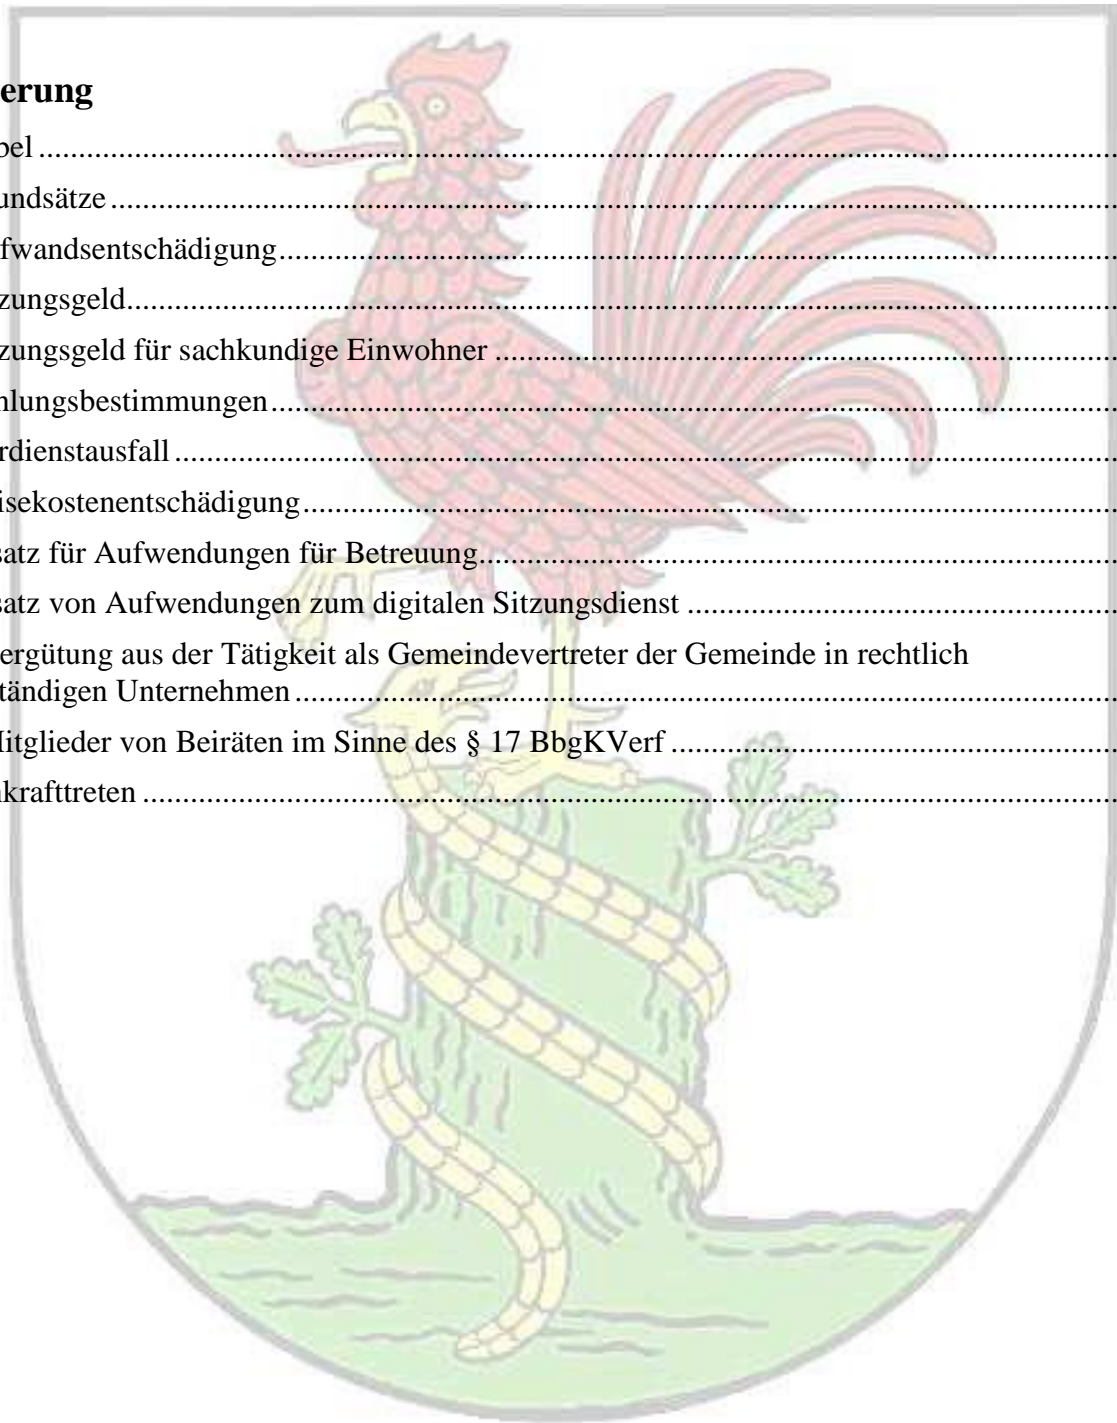 erung
bel
undsätze
fwandsentschädigung
zungsgeld
zungsgeld für sachkundige Einwohner
hlungsbestimmungen
rdienstausfall
isekostenentschädigung
satz für Aufwendungen für Betreuung
satz von Aufwendungen zum digitalen Sitzungsdienst
ergütung aus der Tätigkeit als Gemeindevertreter der Gemeinde in rechtlich
tändigen Unternehmen
Mitglieder von Beiräten im Sinne des § 17 BbgKVerf
nkrafttreten